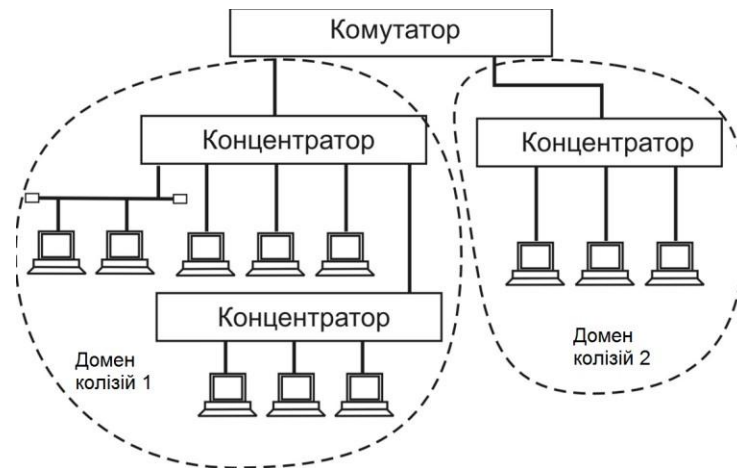 Комутатор
Концентратор
Концентратор
Концентратор
Домен
колізій 1
Домен
колізій 2